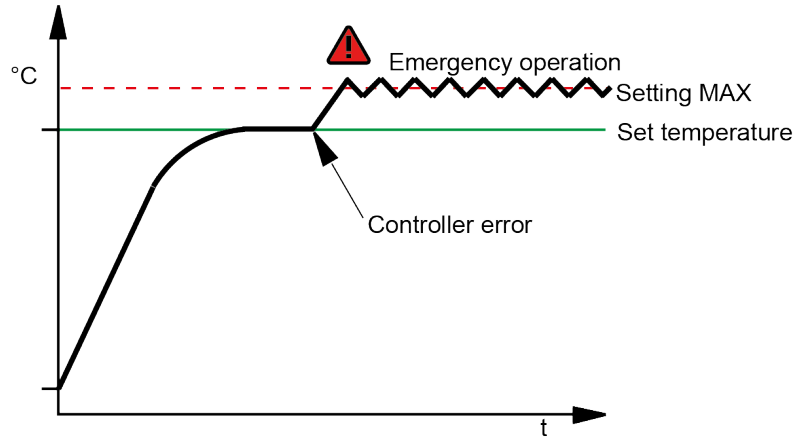 °C
!
Emergency operation
Setting MAX
Set temperature
Controller error
t